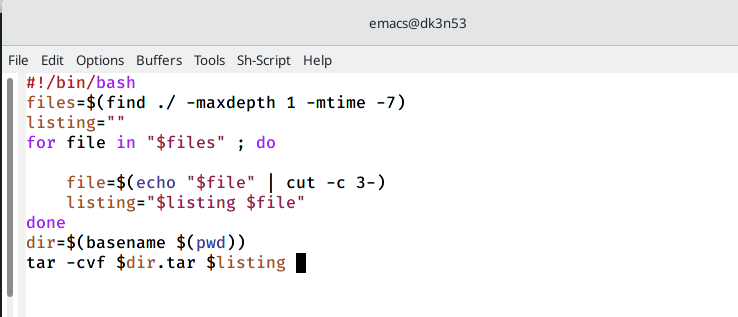 emacs@dk3n53
File Edit Options Buffers Tools Sh-Script Help
#!/bin/bash
files=$(find ./ -maxdepth 1 -mtime -7)
listing=""
for file in "$files" ; do
    file=$(echo "$file" | cut -c 3-)
    listing="$listing $file"
done
dir=$(basename $(pwd))
tar -cvf $dir.tar $listing